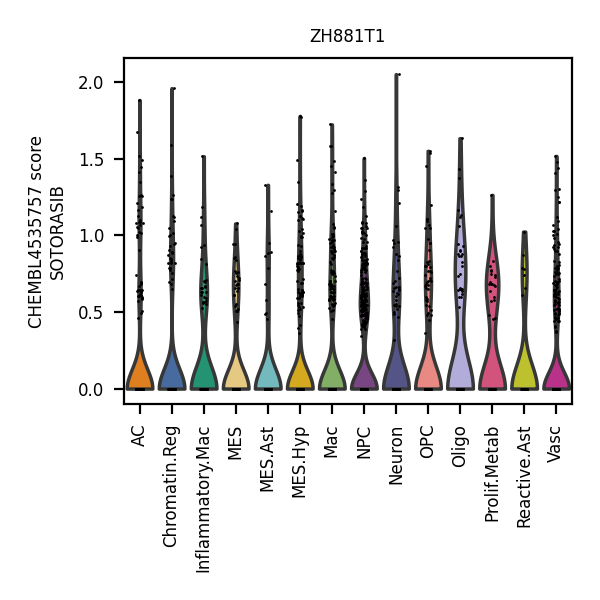 ZH881T1
CHEMBL4535757 score
SOTORASIB
2.0
1.5
1.0
0.5
0.0
AC
Chromatin.Reg
Inflammatory.Mac
MES
MES.Ast
MES.Hyp
Mac
NPC
Neuron
OPC
Oligo
Prolif.Metab
Reactive.Ast
Vasc